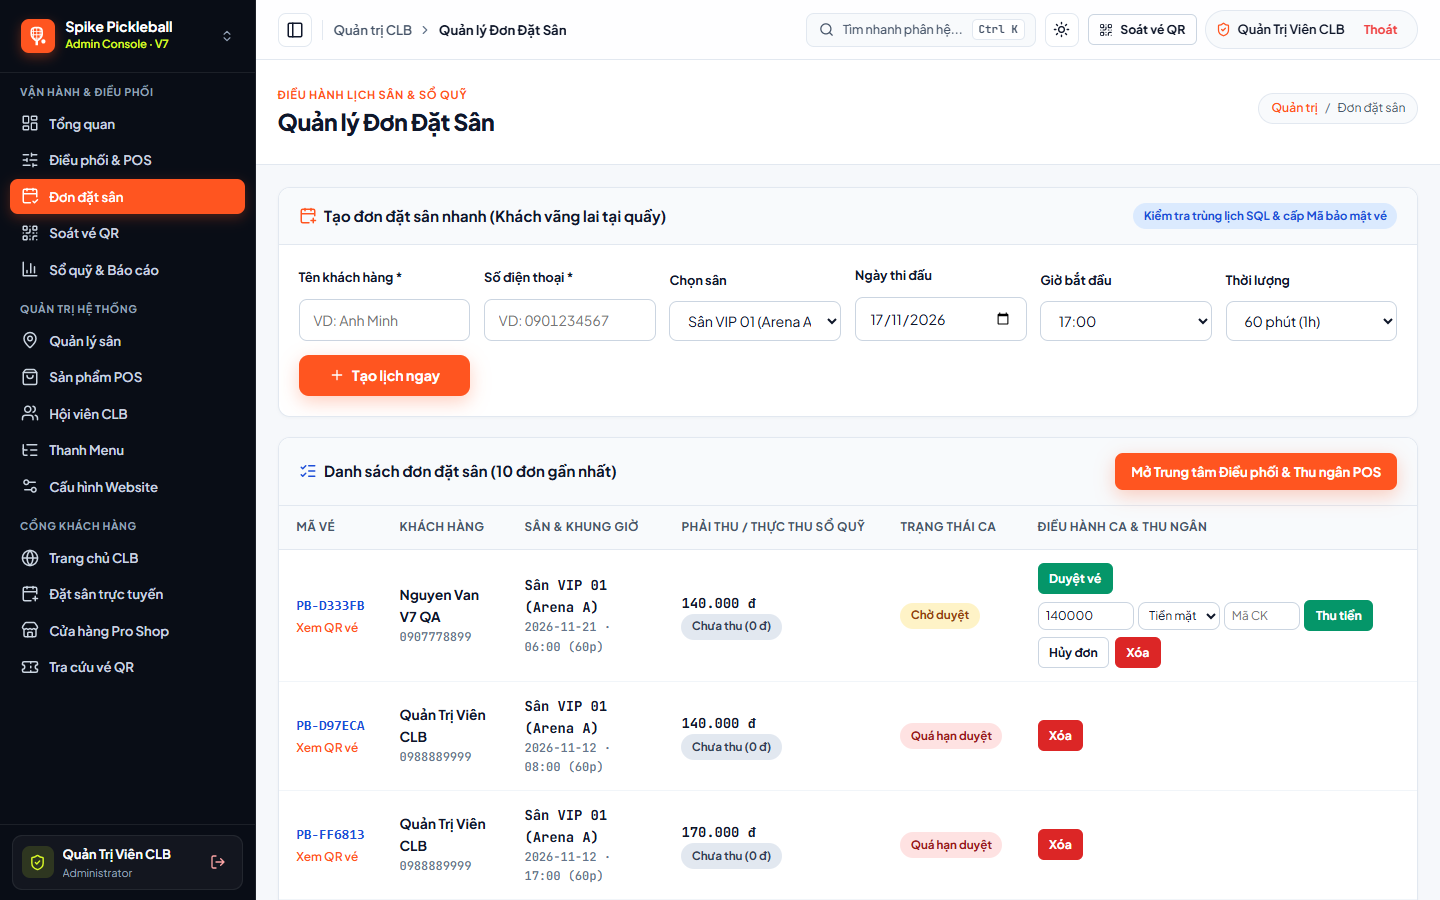 Spike Pickleball
Admin Console · V7
VẬN HÀNH & ĐIỀU PHỐI
Tổng quan
Điều phối & POS
Đơn đặt sân
Soát vé QR
Sổ quỹ & Báo cáo
QUẢN TRỊ HỆ THỐNG
Quản lý sân
Sản phẩm POS
Hội viên CLB
Thanh Menu
Cấu hình Website
CỔNG KHÁCH HÀNG
Trang chủ CLB
Đặt sân trực tuyến
Cửa hàng Pro Shop
Tra cứu vé QR
Quản Trị Viên CLB
Administrator
Quản trị CLB > Quản lý Đơn Đặt Sân
Tìm nhanh phân hệ... Ctrl K
Soát vé QR
Quản Trị Viên CLB Thoát
ĐIỀU HÀNH LỊCH SÂN & SỔ QUỸ
Quản lý Đơn Đặt Sân
Quản trị / Đơn đặt sân
Tạo đơn đặt sân nhanh (Khách vãng lai tại quầy)
Kiểm tra trùng lịch SQL & cấp Mã bảo mật vé
Tên khách hàng * Số điện thoại * Chọn sân Ngày thi đấu Giờ bắt đầu Thời lượng
VD: Anh Minh VD: 0901234567 Sân VIP 01 (Arena A 17/11/2026 17:00 60 phút (1h)
+ Tạo lịch ngay
Danh sách đơn đặt sân (10 đơn gần nhất)
Mở Trung tâm Điều phối & Thu ngân POS
MÃ VÉ KHÁCH HÀNG SÂN & KHUNG GIỜ PHẢI THU / THỰC THU SỔ QUỸ TRẠNG THÁI CA ĐIỀU HÀNH CA & THU NGÂN
PB-D333FB
Xem QR vé
Nguyen Van
V7 QA
0907778899
Sân VIP 01
(Arena A)
2026-11-21 ·
06:00 (60p)
140.000 đ
Chưa thu (0 đ)
Chờ duyệt
Duyệt vé
140000 Tiền mặt Mã CK Thu tiền
Hủy đơn Xóa
PB-D97ECA
Xem QR vé
Quản Trị Viên
CLB
0988889999
Sân VIP 01
(Arena A)
2026-11-12 ·
08:00 (60p)
140.000 đ
Chưa thu (0 đ)
Quá hạn duyệt
Xóa
PB-FF6813
Xem QR vé
Quản Trị Viên
CLB
0988889999
Sân VIP 01
(Arena A)
2026-11-12 ·
17:00 (60p)
170.000 đ
Chưa thu (0 đ)
Quá hạn duyệt
Xóa